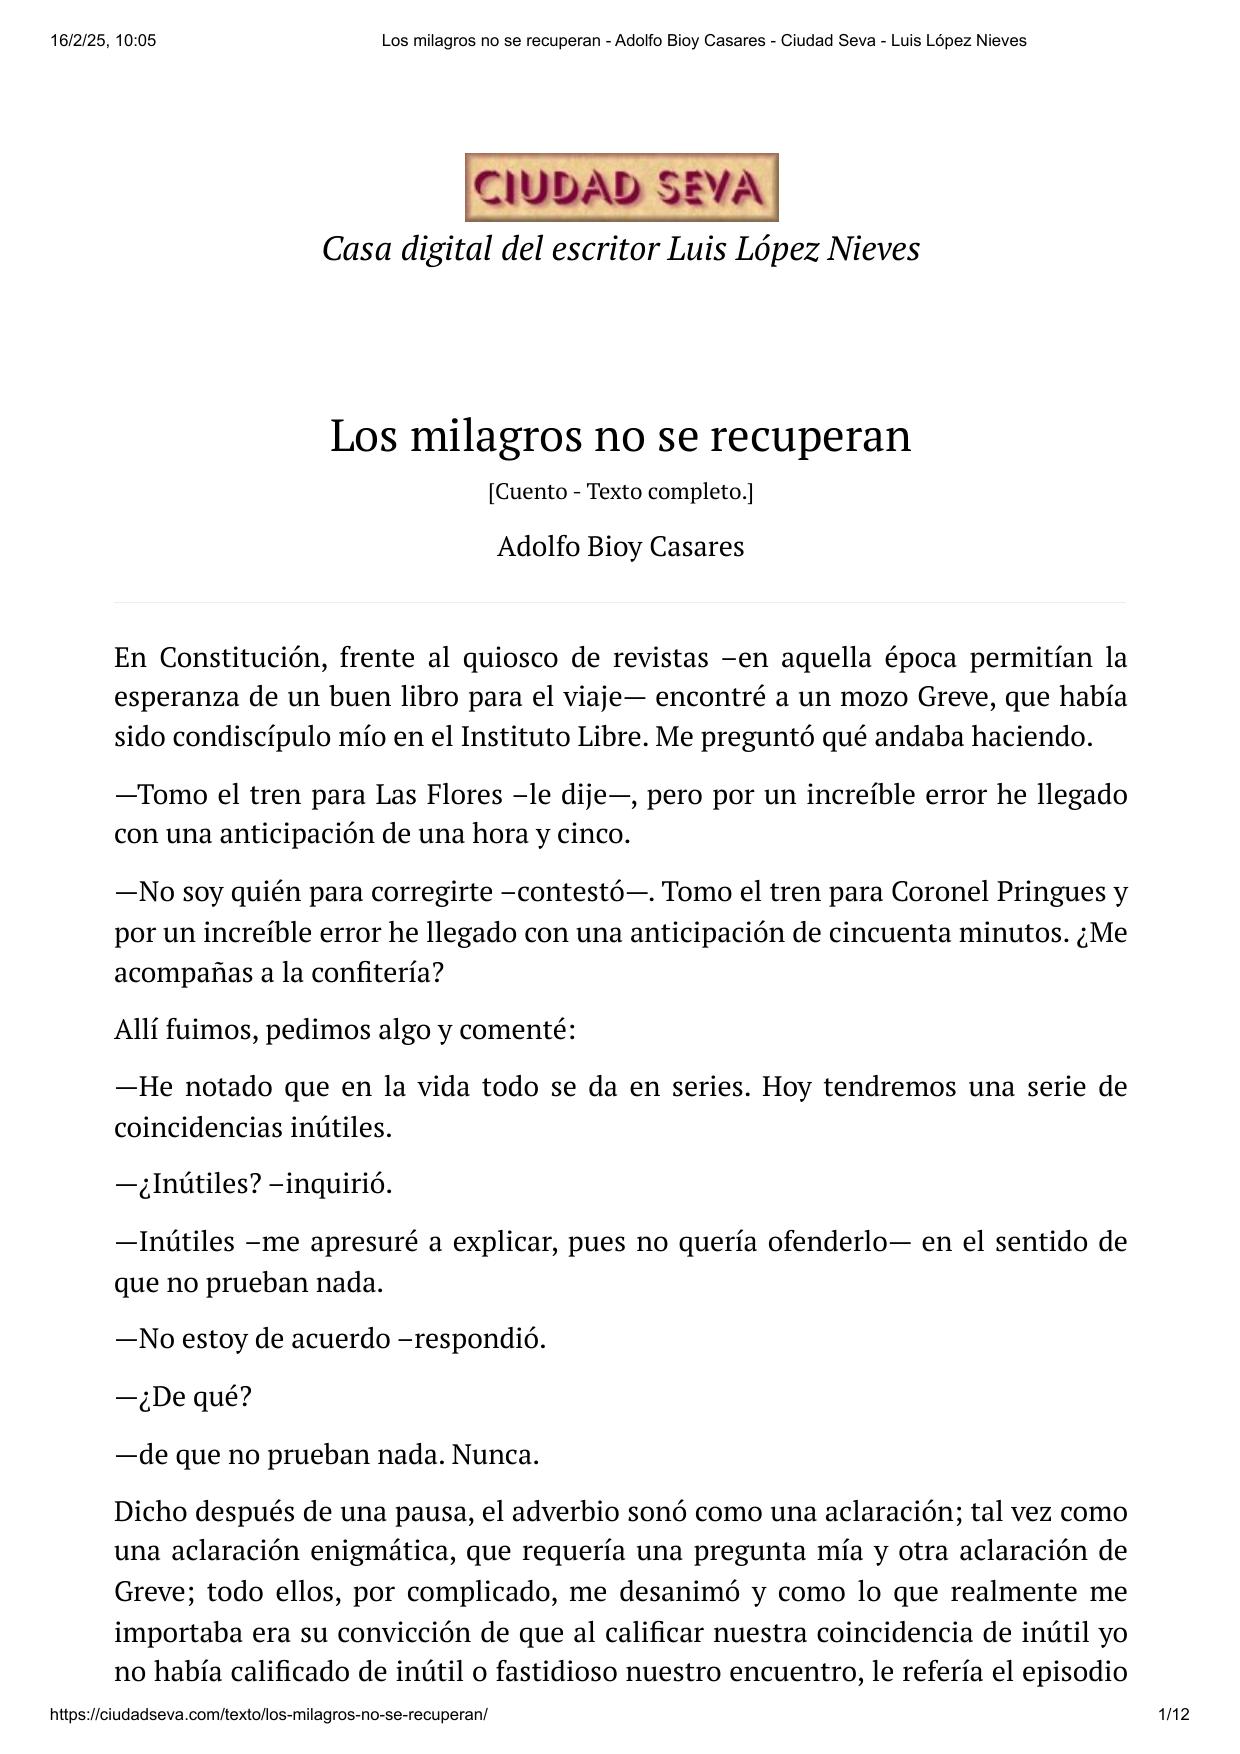 16/2/25, 10:05
Los milagros no se recuperan - Adolfo Bioy Casares - Ciudad Seva - Luis López Nieves
CIUDAD SEVA
Casa digital del escritor Luis López Nieves
Los milagros no se recuperan
[Cuento - Texto completo.]
Adolfo Bioy Casares
En Constitución, frente al quiosco de revistas –en aquella época permitían la
esperanza de un buen libro para el viaje— encontré a un mozo Greve, que había
sido condiscípulo mío en el Instituto Libre. Me preguntó qué andaba haciendo.
—Tomo el tren para Las Flores –le dije—, pero por un increíble error he llegado
con una anticipación de una hora y cinco.
—No soy quién para corregirte –contestó—. Tomo el tren para Coronel Pringues y
por un increíble error he llegado con una anticipación de cincuenta minutos. ¿Me
acompañas a la confitería?
Allí fuimos, pedimos algo y comenté:
—He notado que en la vida todo se da en series. Hoy tendremos una serie de
coincidencias inútiles.
—¿Inútiles? –inquirió.
—Inútiles –me apresuré a explicar, pues no quería ofenderlo— en el sentido de
que no prueban nada.
—No estoy de acuerdo –respondió.
—¿De qué?
—de que no prueban nada. Nunca.
Dicho después de una pausa, el adverbio sonó como una aclaración; tal vez como
una aclaración enigmática, que requería una pregunta mía y otra aclaración de
Greve; todo ellos, por complicado, me desanimó y como lo que realmente me
importaba era su convicción de que al calificar nuestra coincidencia de inútil yo
no había calificado de inútil o fastidioso nuestro encuentro, le refería el episodio
https://ciudadseva.com/texto/los-milagros-no-se-recuperan/
1/12